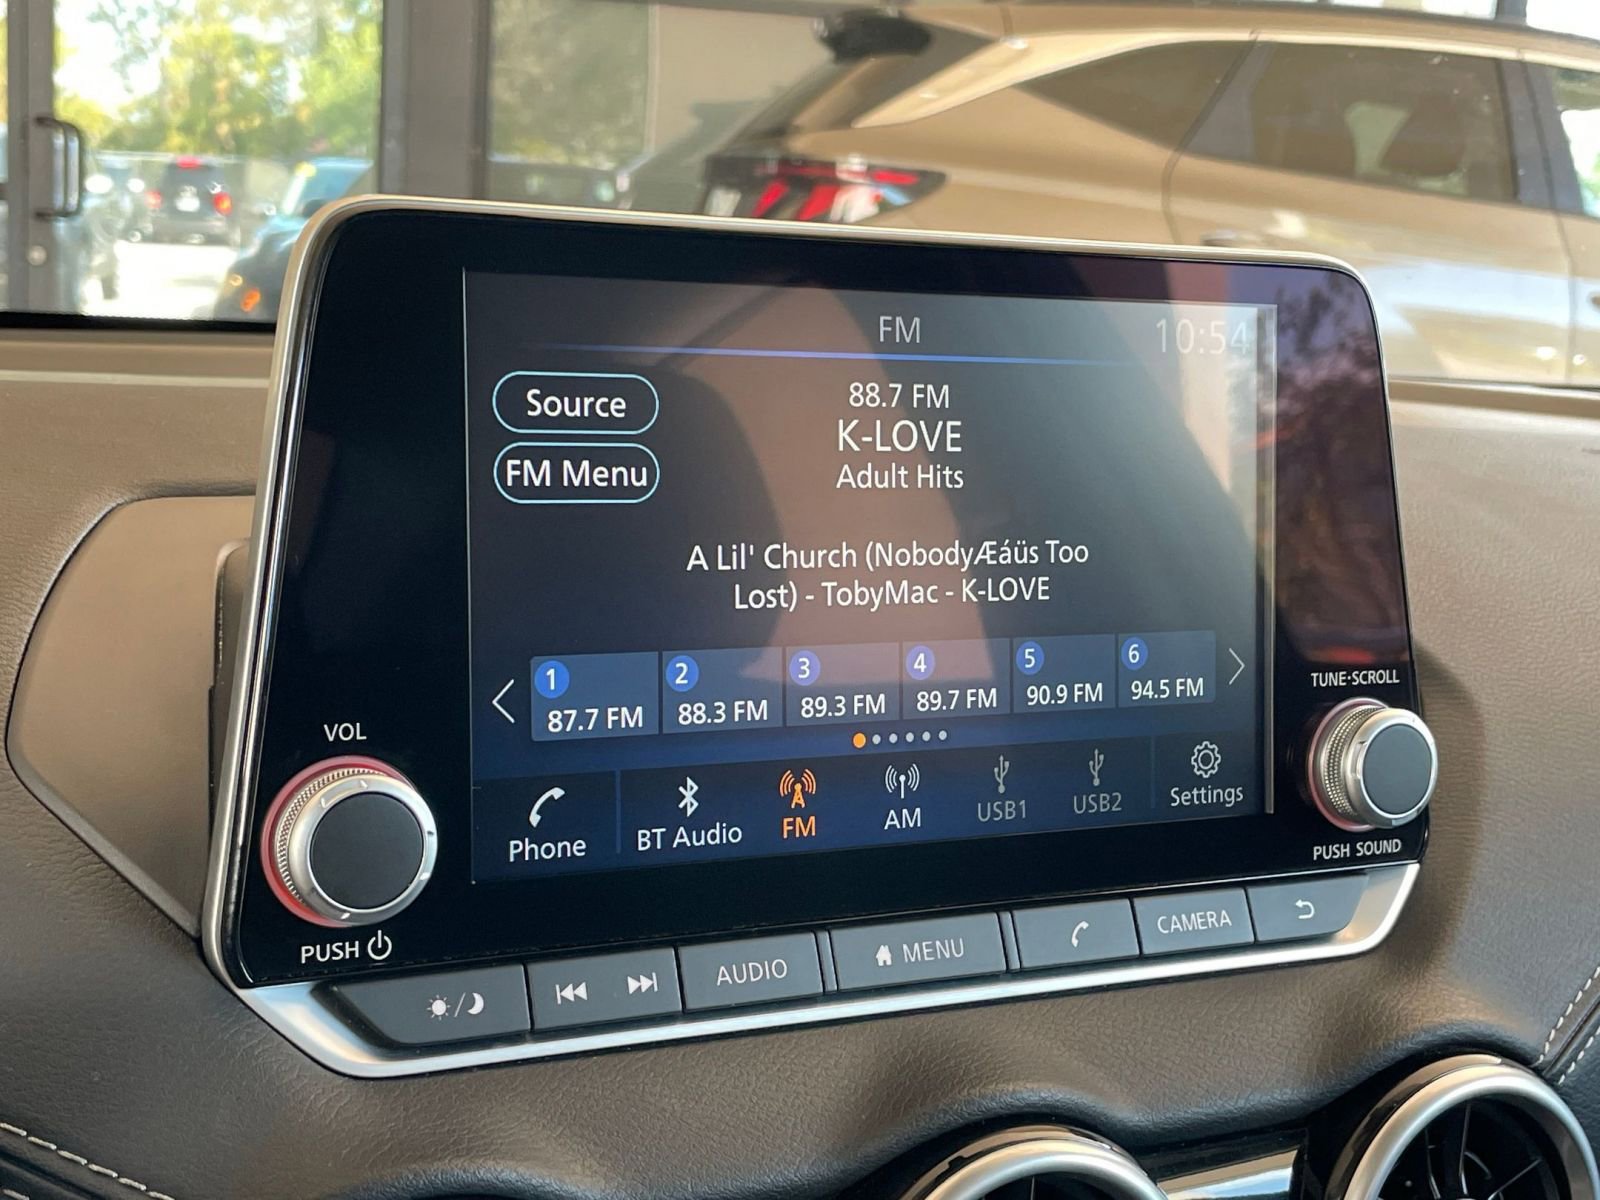 FM
10:54
Source
88.7 FM
K-LOVE
FM Menu
Adult Hits
A Lil' Church (NobodyÆáüs Too
Lost) - TobyMac - K-LOVE
1
87.7 FM
2
88.3 FM
3
89.3 FM
4
89.7 FM
5
90.9 FM
6
94.5 FM
Phone
BT Audio
FM
AM
USB1
USB2
Settings
VOL
PUSH
TUNE·SCROLL
PUSH SOUND
AUDIO
MENU
CAMERA